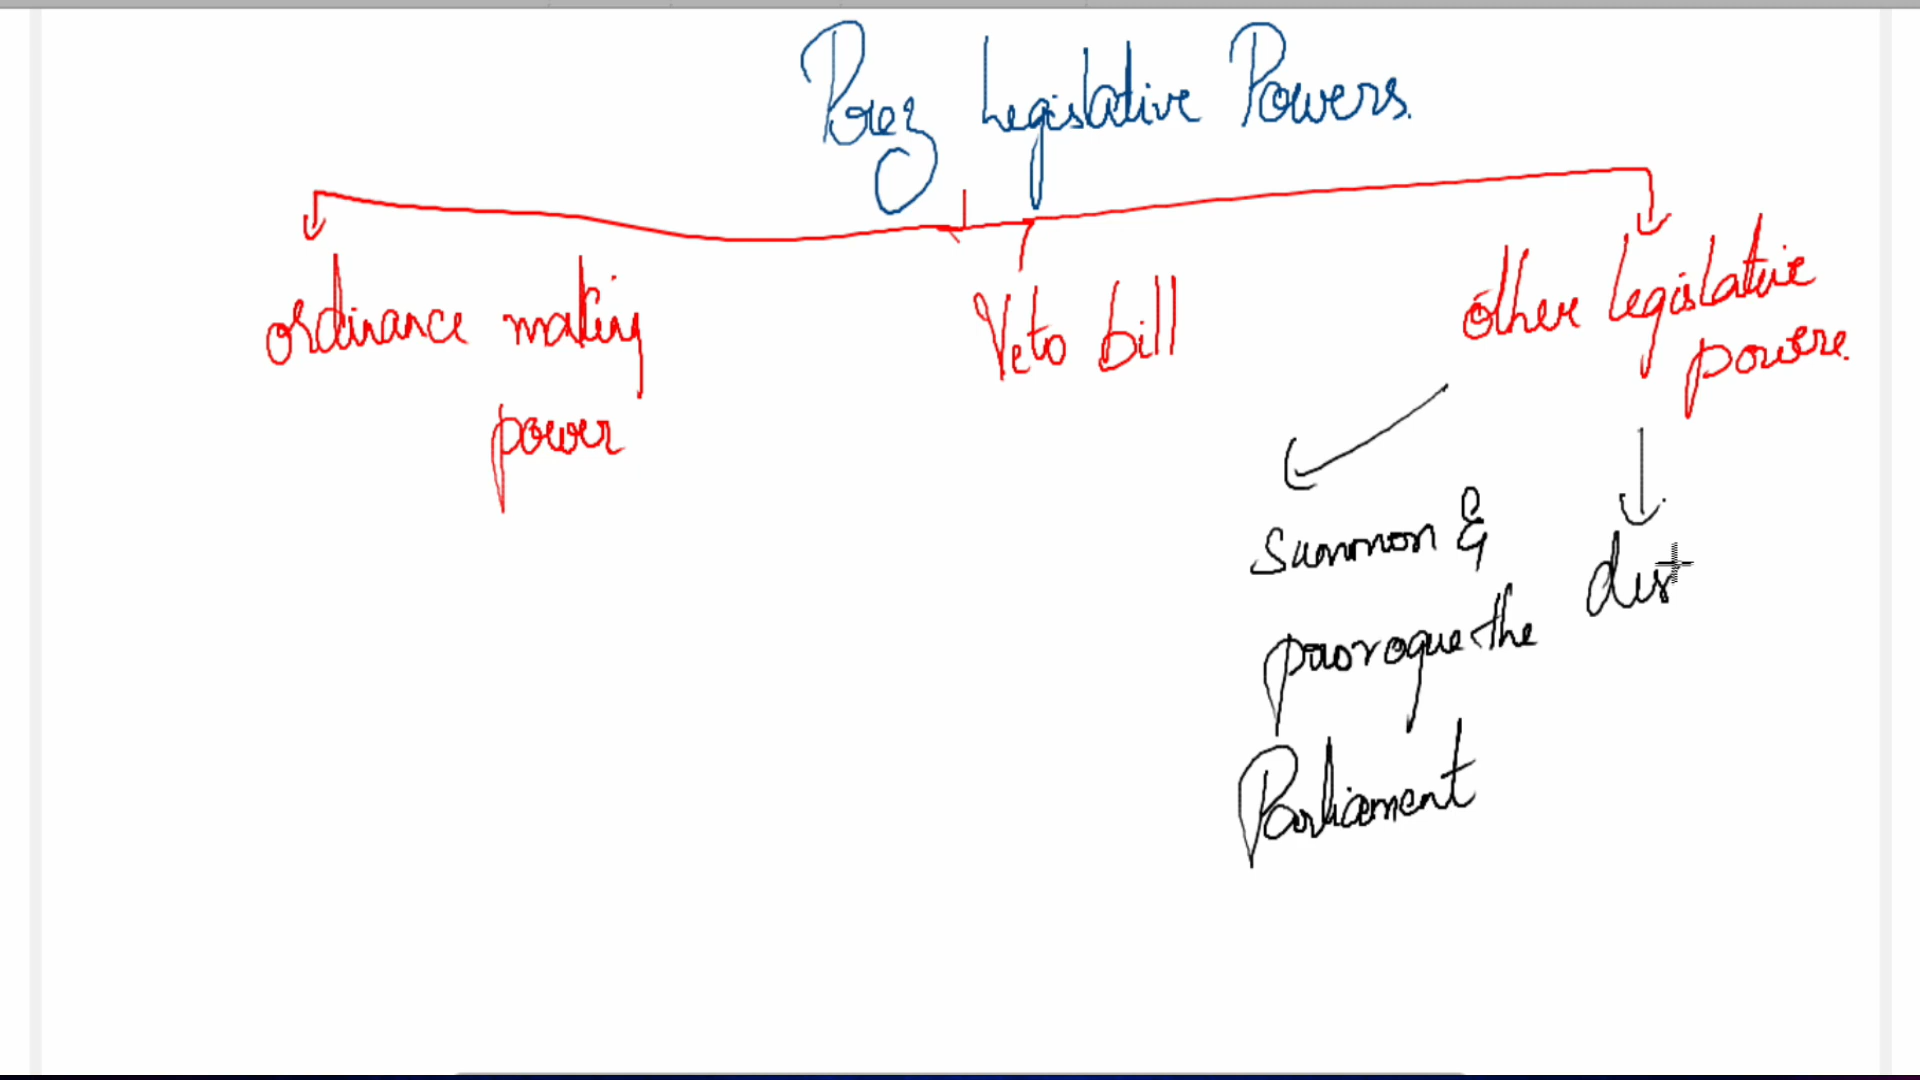 Prez Legislative Powers.
ordinance making
power
Veto bill
other legislative
powers.
summon &
prorogue the
Parliament
dis